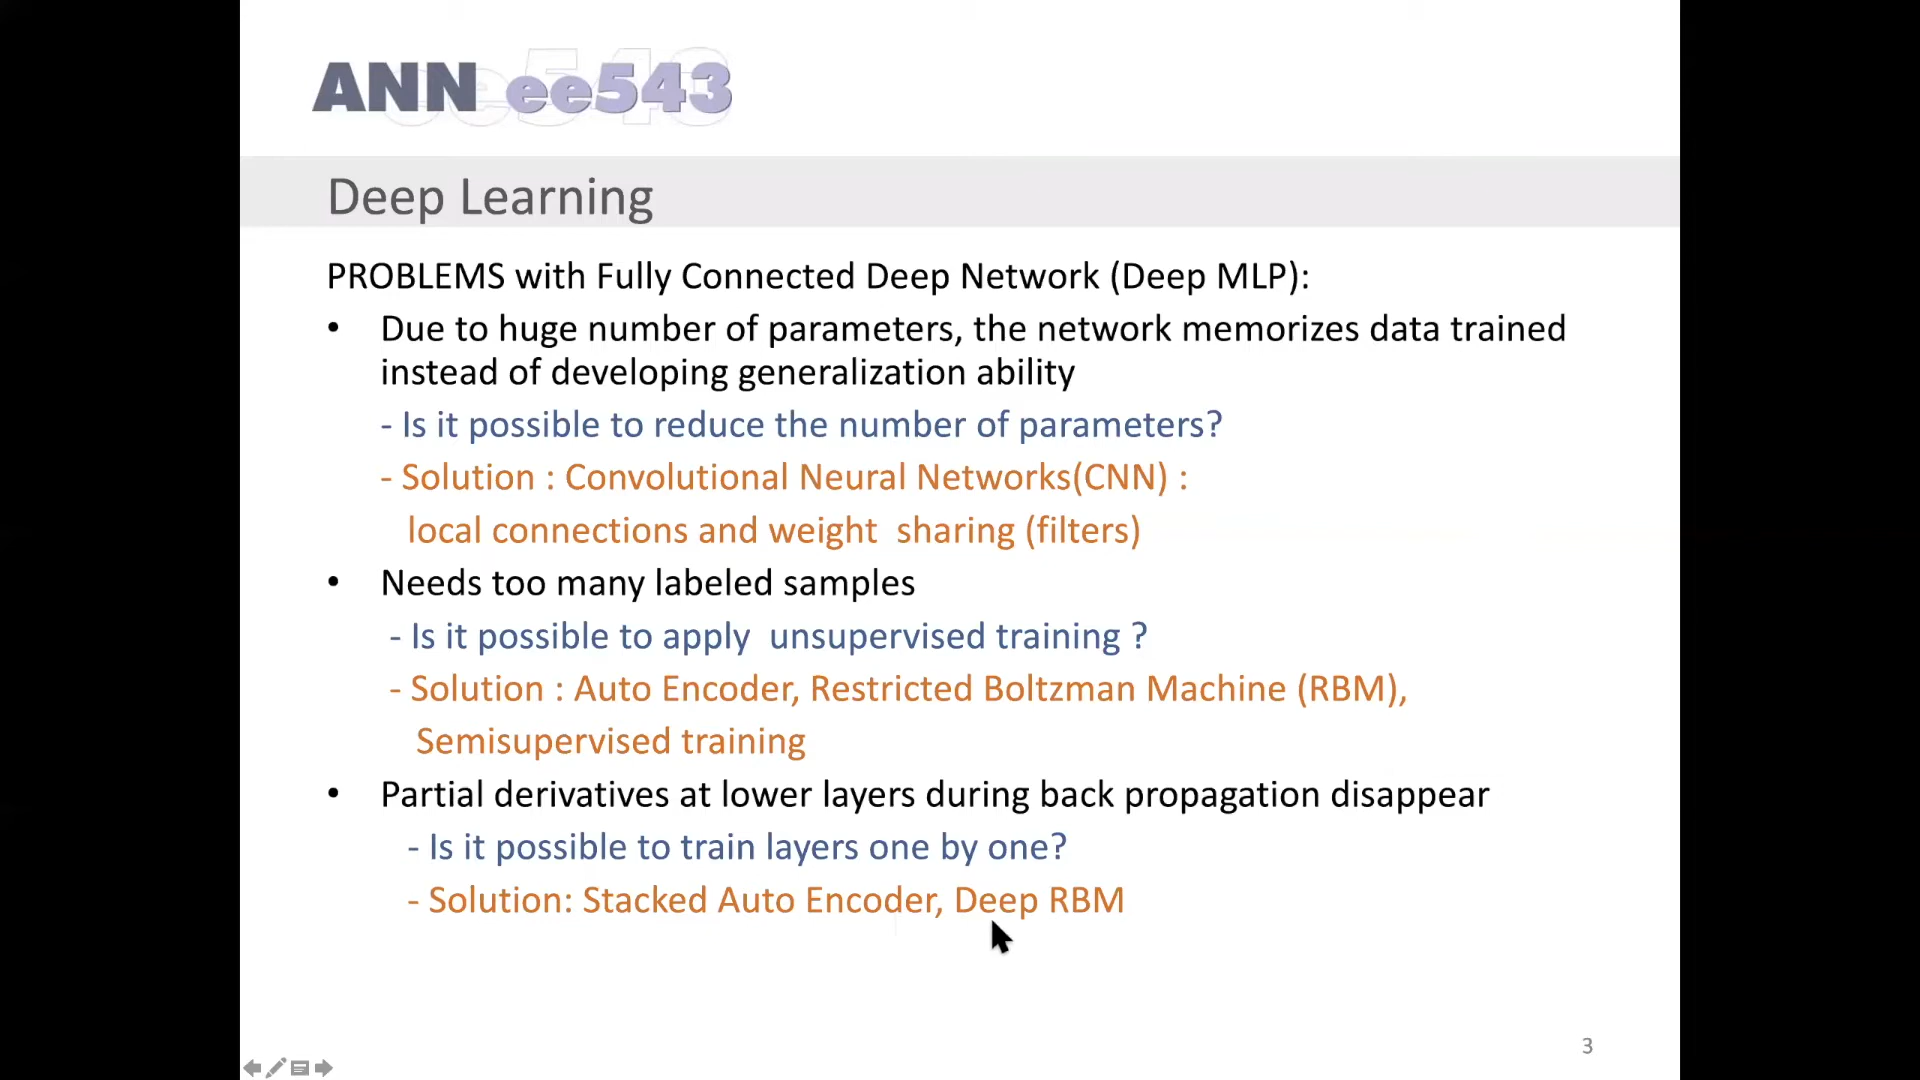 ANN ee543
Deep Learning
PROBLEMS with Fully Connected Deep Network (Deep MLP):
• Due to huge number of parameters, the network memorizes data trained
instead of developing generalization ability
- Is it possible to reduce the number of parameters?
- Solution : Convolutional Neural Networks(CNN) :
local connections and weight sharing (filters)
• Needs too many labeled samples
- Is it possible to apply unsupervised training ?
- Solution : Auto Encoder, Restricted Boltzman Machine (RBM),
Semisupervised training
• Partial derivatives at lower layers during back propagation disappear
- Is it possible to train layers one by one?
- Solution: Stacked Auto Encoder, Deep RBM
3